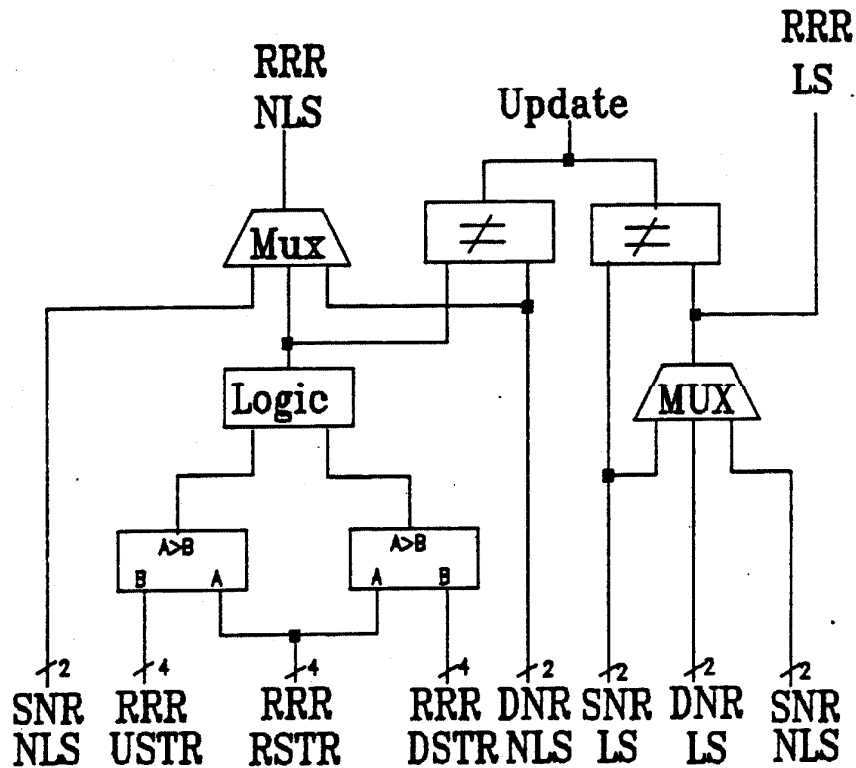 RRR
LS
RRR
NLS
Update
Mux
≠
≠
Logic
MUX
A>B
B A
A>B
A B
2
4
4
4
2
2
2
2
SNR
NLS
RRR
USTR
RRR
RSTR
RRR
DSTR
DNR
NLS
SNR
LS
DNR
LS
SNR
NLS